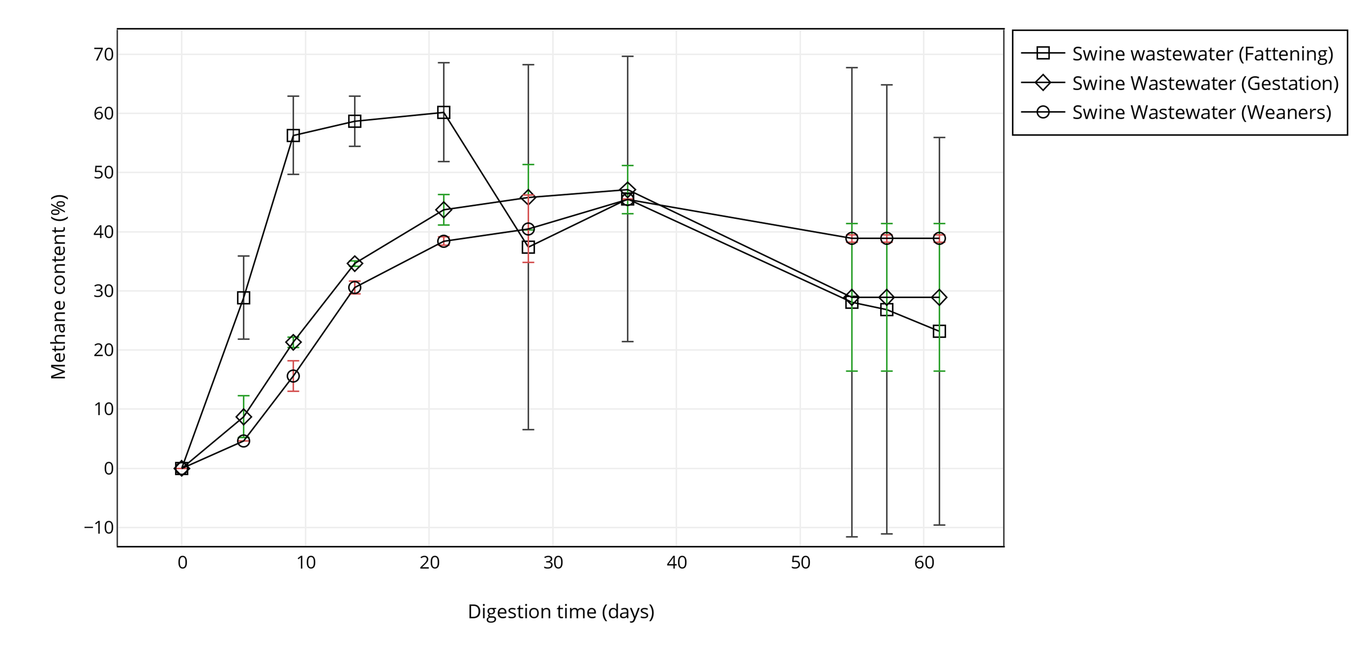 70
60
50
40
30
20
10
0
−10
Methane content (%)
0 10 20 30 40 50 60
Digestion time (days)
Swine wastewater (Fattening)
Swine Wastewater (Gestation)
Swine Wastewater (Weaners)